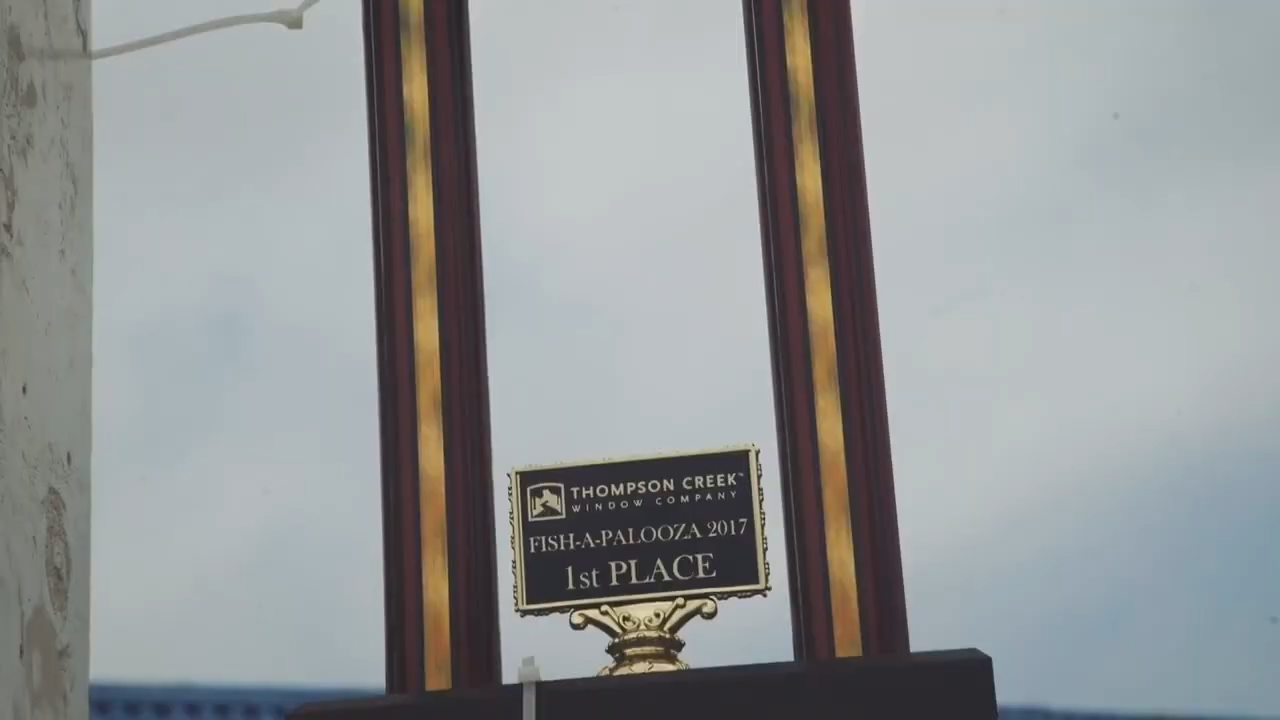 THOMPSON CREEK™
WINDOW COMPANY
FISH-A-PALOOZA 2017
1st PLACE